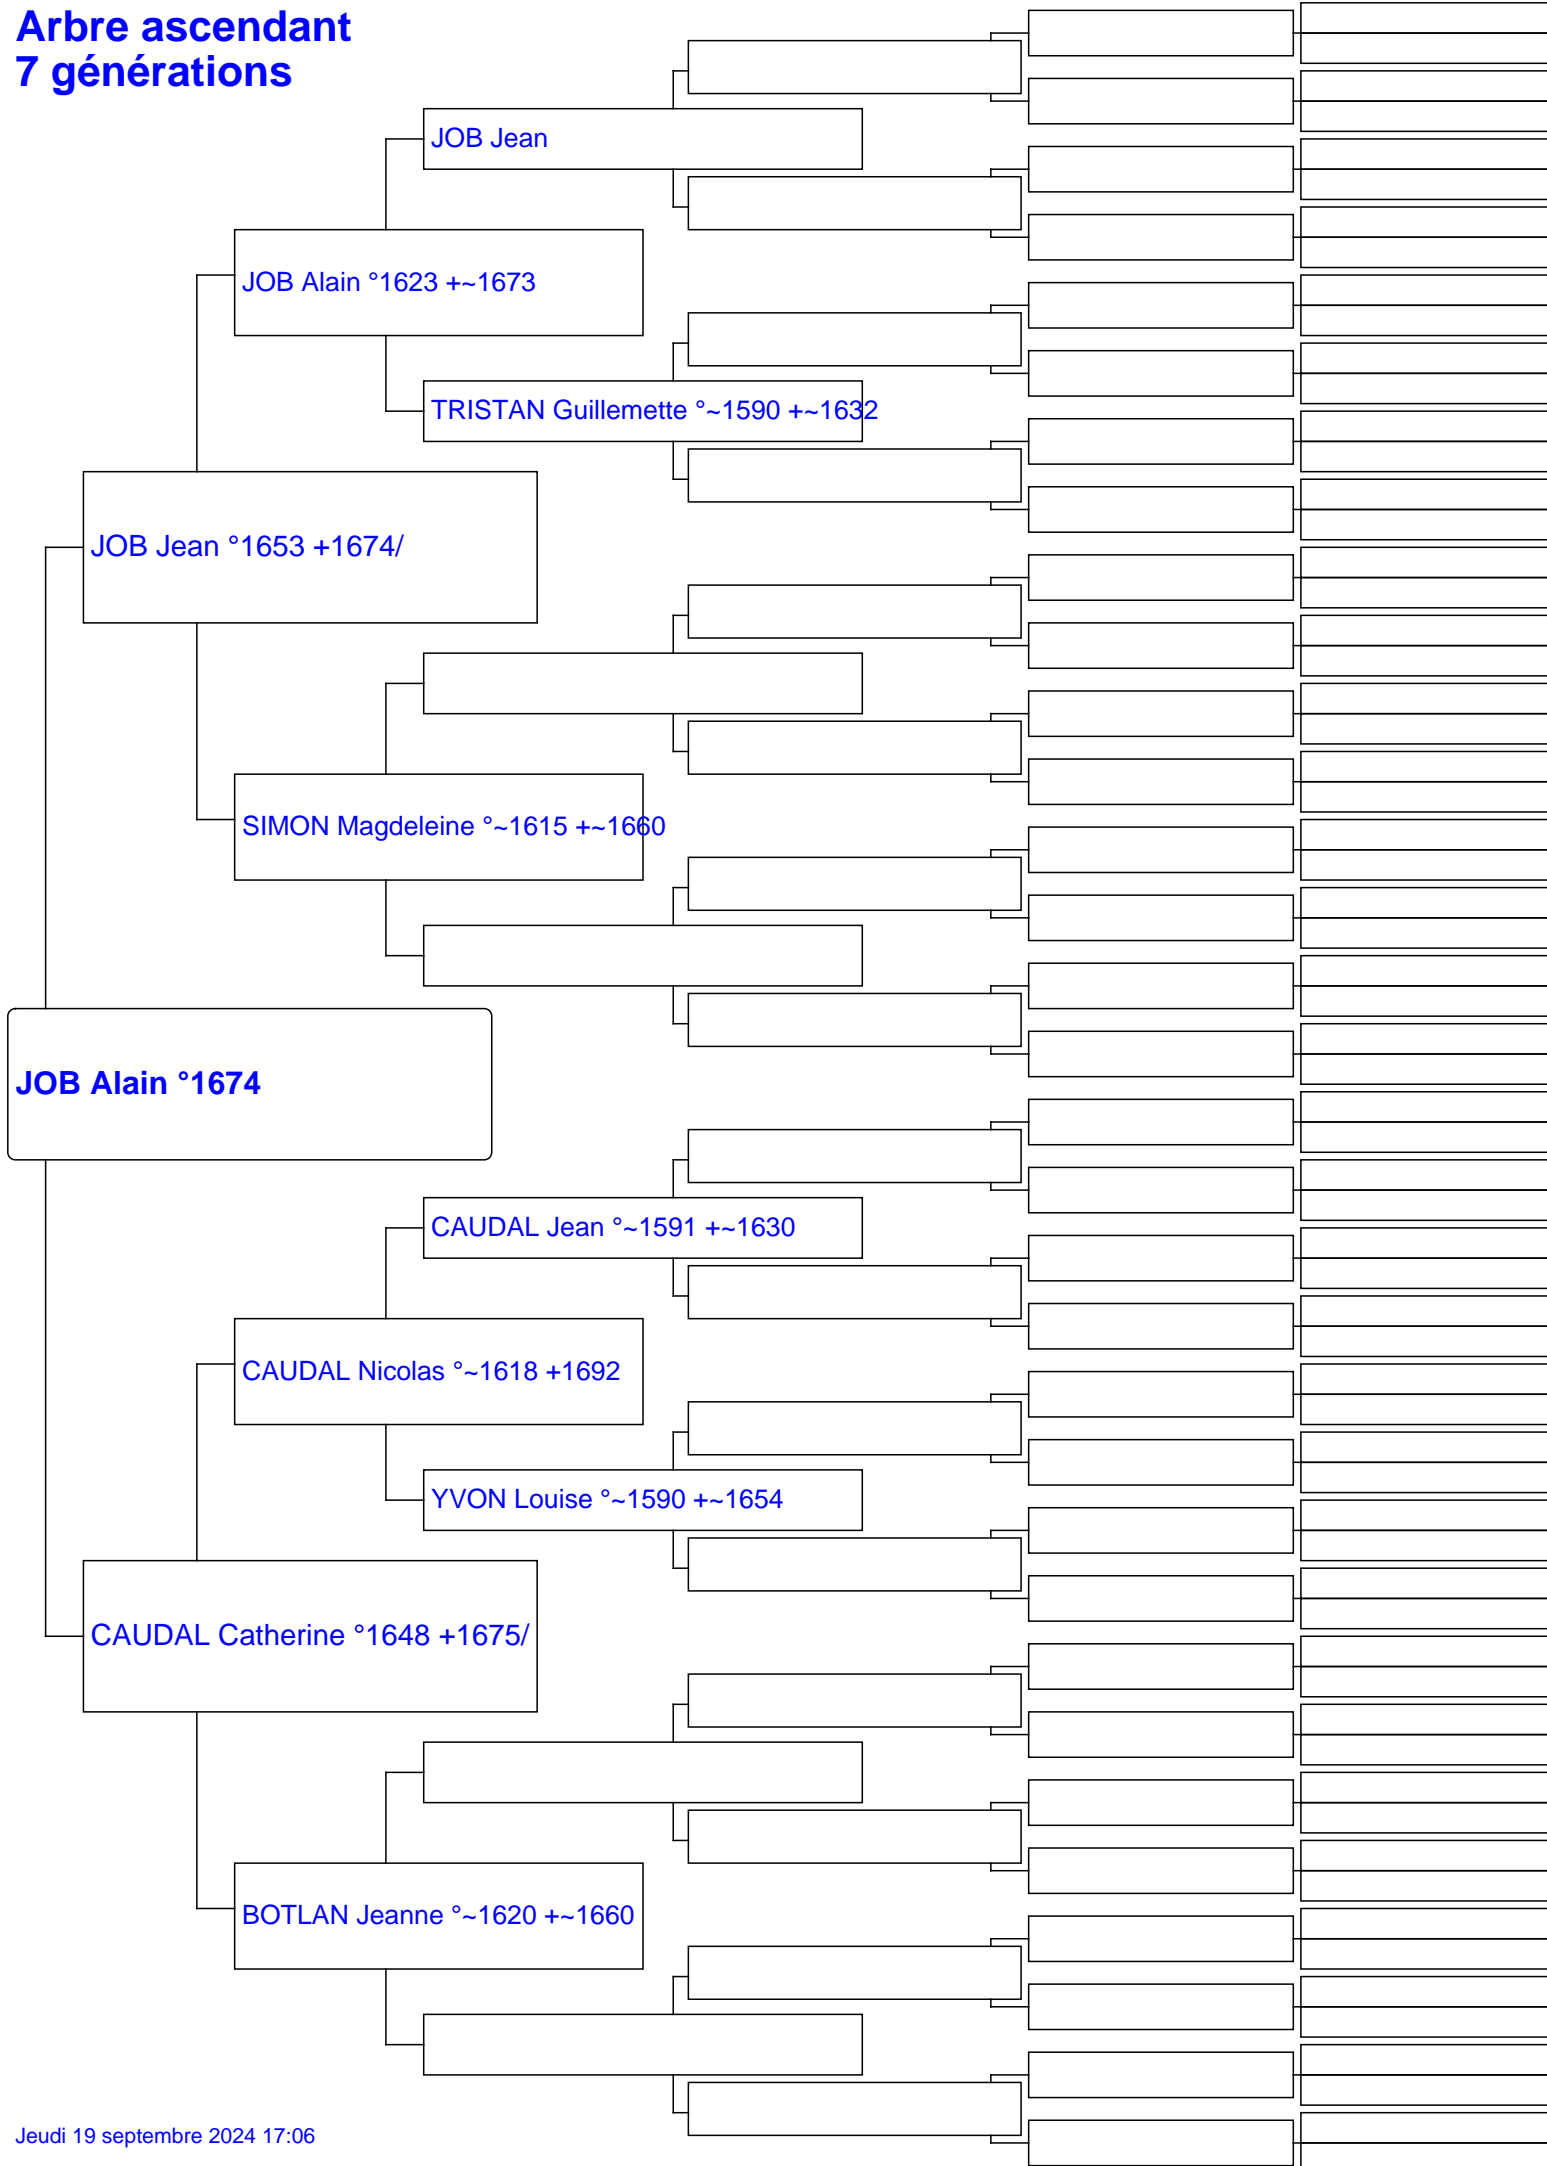 Arbre ascendant
7 générations
JOB Jean
JOB Alain °1623 +~1673
TRISTAN Guillemette °~1590 +~1632
JOB Jean °1653 +1674/
SIMON Magdeleine °~1615 +~1660
JOB Alain °1674
CAUDAL Jean °~1591 +~1630
CAUDAL Nicolas °~1618 +1692
YVON Louise °~1590 +~1654
CAUDAL Catherine °1648 +1675/
BOTLAN Jeanne °~1620 +~1660
Jeudi 19 septembre 2024 17:06